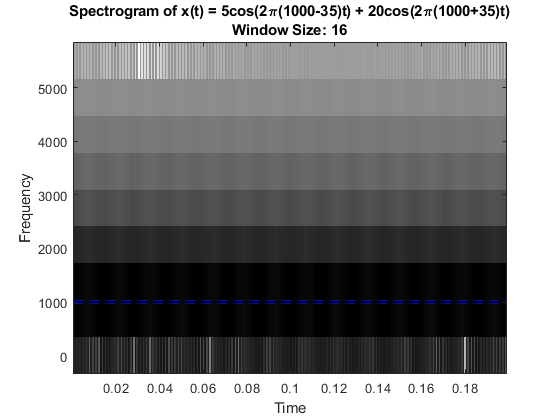 Spectrogram of x(t) = 5cos(2π(1000-35)t) + 20cos(2π(1000+35)t)
Window Size: 16
5000
4000
3000
2000
1000
0
Frequency
0.02 0.04 0.06 0.08 0.1 0.12 0.14 0.16 0.18
Time